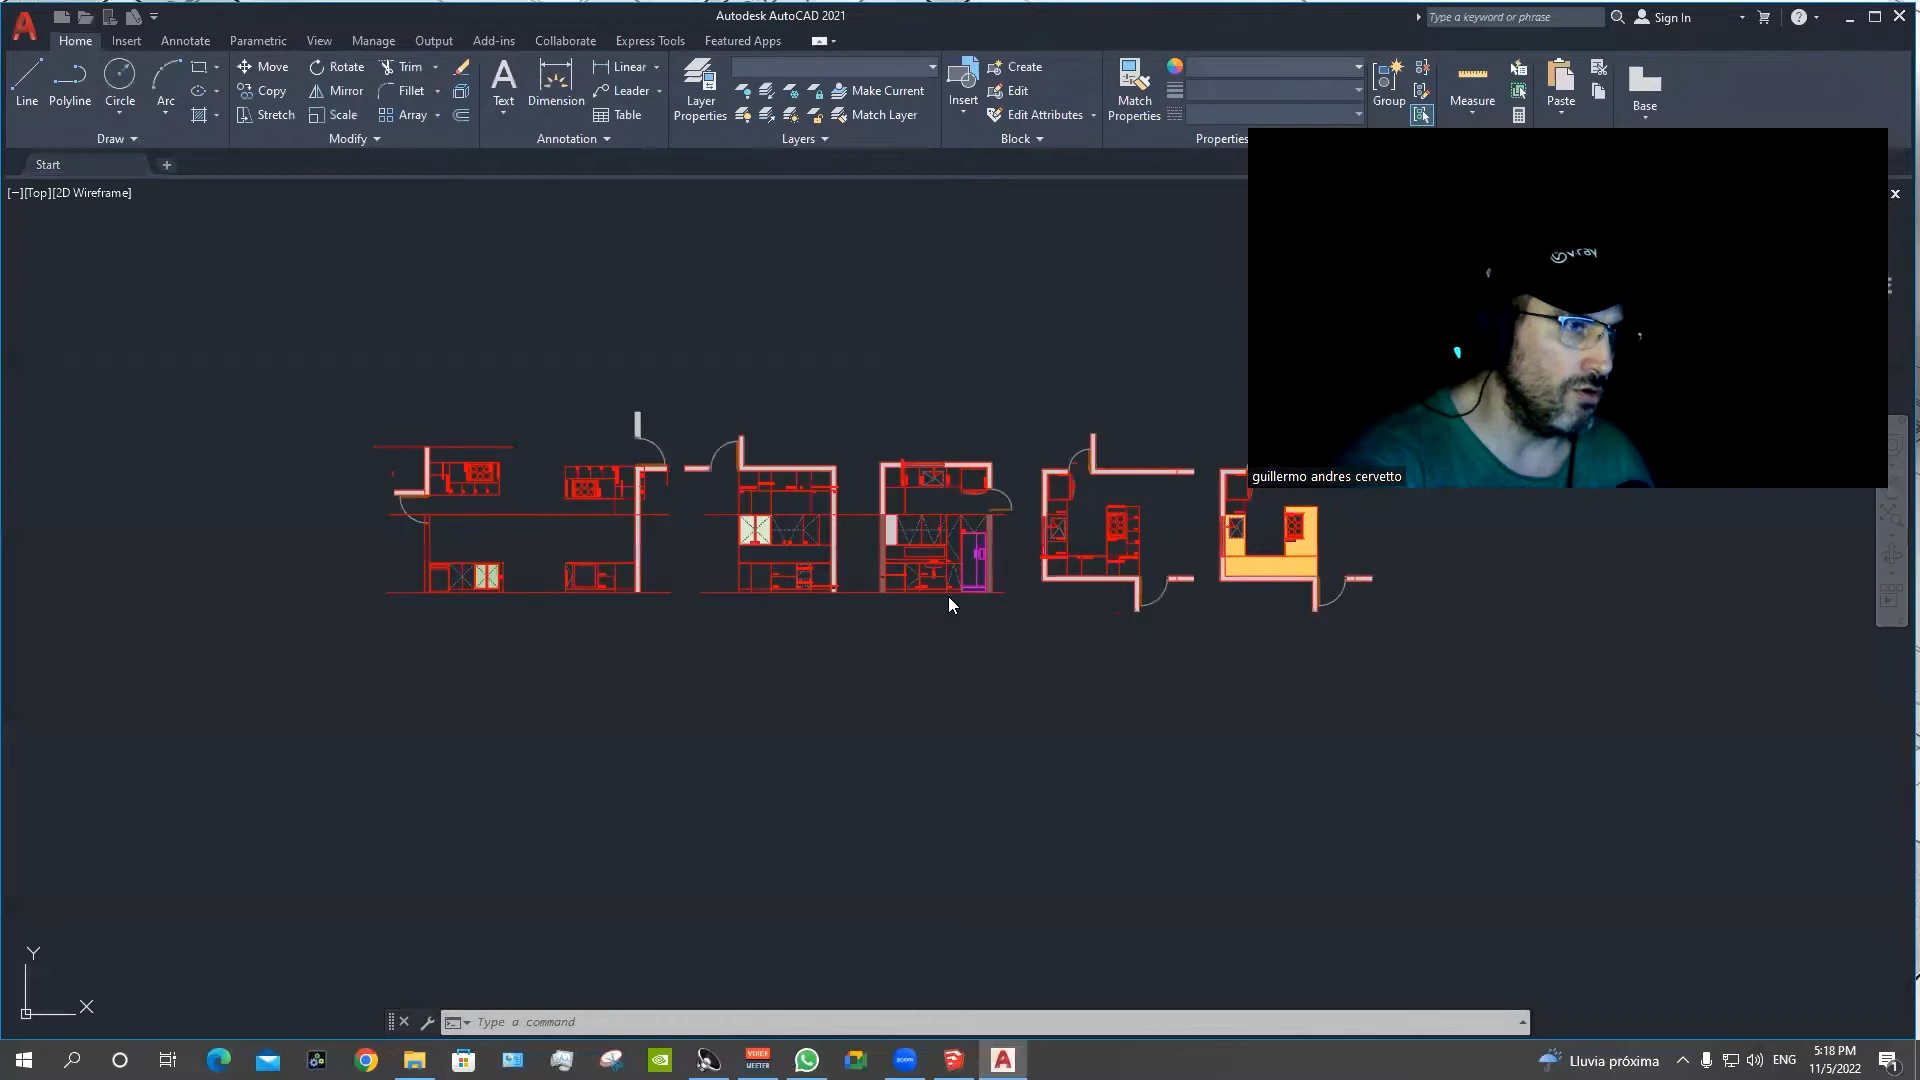 Autodesk AutoCAD 2021
Type a keyword or phrase
Sign In
Home Insert Annotate Parametric View Manage Output Add-ins Collaborate Express Tools Featured Apps
Line
Polyline
Circle
Arc
Draw
Move
Rotate
Trim
Copy
Mirror
Fillet
Stretch
Scale
Array
Modify
Text
Dimension
Linear
Leader
Table
Annotation
Layer
Properties
Make Current
Match Layer
Layers
Insert
Create
Edit
Edit Attributes
Block
Match
Properties
Properties
Group
Measure
Paste
Base
Start
[−][Top][2D Wireframe]
v·ray
guillermo andres cervetto
Y
X
Type a command
VOICE
MEETER
Lluvia próxima
ENG
5:18 PM
11/5/2022
1